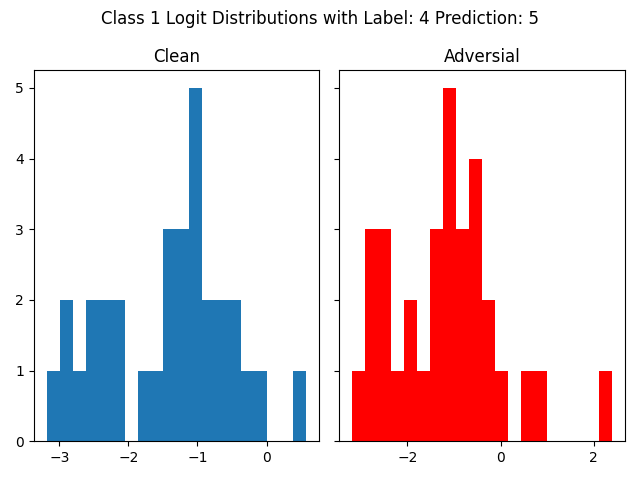 Class 1 Logit Distributions with Label: 4 Prediction: 5
Clean
Adversial
5
4
3
2
1
0
−3 −2 −1 0
−2 0 2